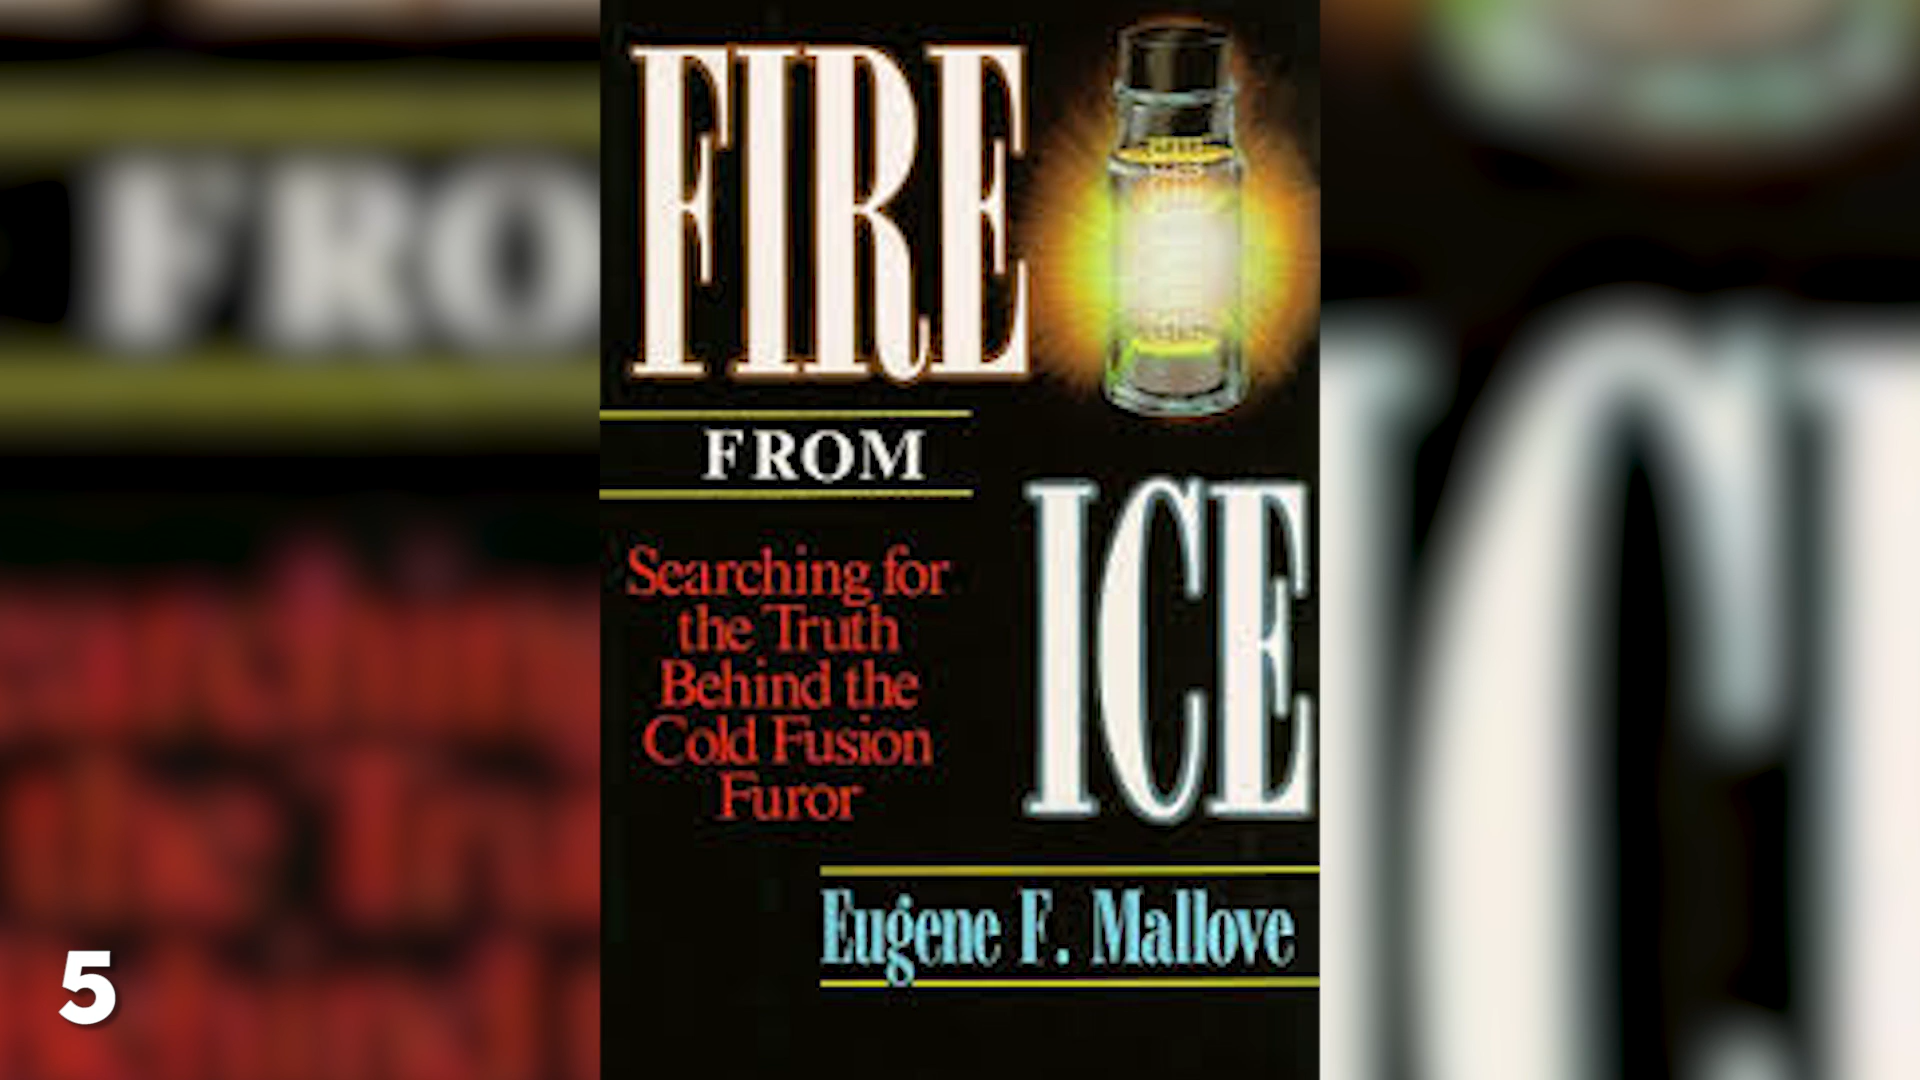 FIRE
FROM
ICE
Searching for
the Truth
Behind the
Cold Fusion
Furor
Eugene F. Mallove
5